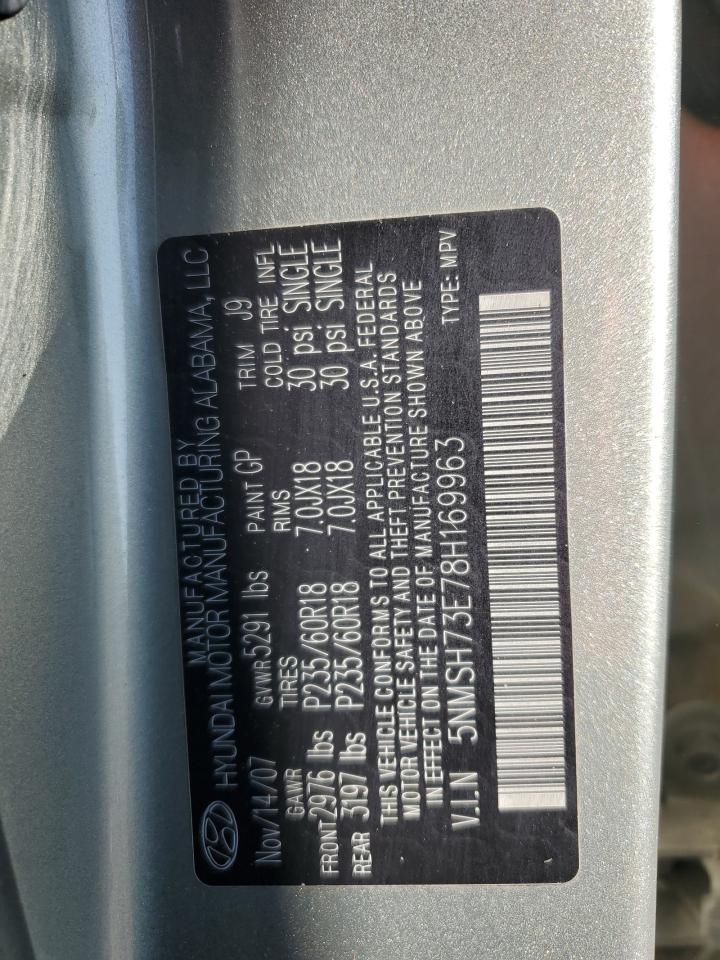 MANUFACTURED BY
HYUNDAI MOTOR MANUFACTURING ALABAMA, LLC
Nov/14/07 GVWR 5291 lbs PAINT GP TRIM J9
GAWR TIRES RIMS COLD TIRE INFL
FRONT 2976 lbs P235/60R18 7.0JX18 30 psi SINGLE
REAR 3197 lbs P235/60R18 7.0JX18 30 psi SINGLE
THIS VEHICLE CONFORMS TO ALL APPLICABLE U.S.A. FEDERAL
MOTOR VEHICLE SAFETY AND THEFT PREVENTION STANDARDS
IN EFFECT ON THE DATE OF MANUFACTURE SHOWN ABOVE
V.I.N 5NMSH73E78H169963 TYPE: MPV